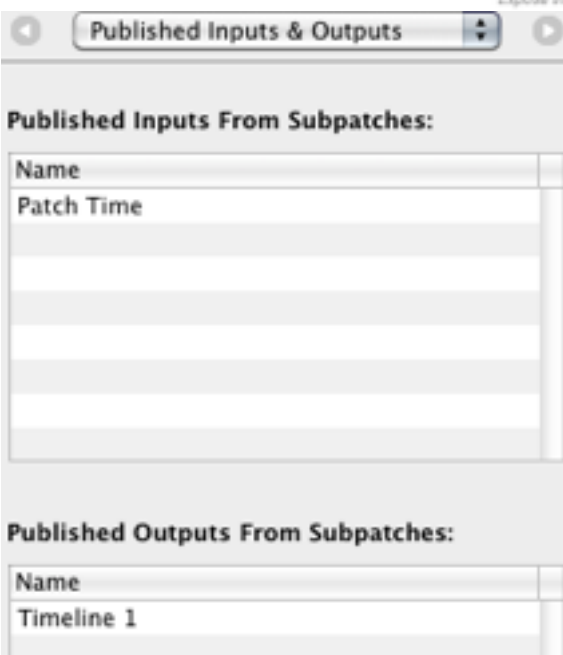 Published Inputs & Outputs
Published Inputs From Subpatches:
Name
Patch Time
Published Outputs From Subpatches:
Name
Timeline 1